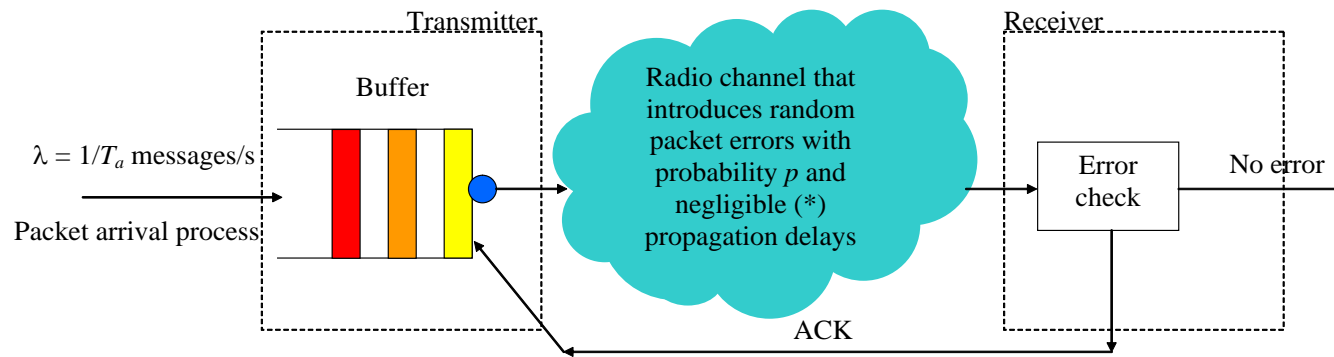 Transmitter
Receiver
Buffer
λ = 1/Ta messages/s
Packet arrival process
Radio channel that
introduces random
packet errors with
probability p and
negligible (*)
propagation delays
Error
check
No error
ACK